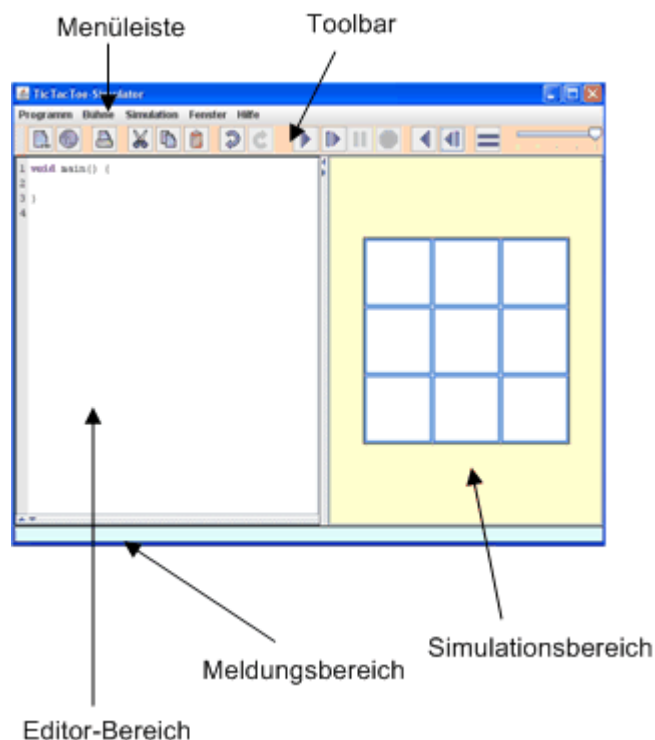 Menüleiste
Toolbar
TicTacToe-Simulator
Programm Bühne Simulation Fenster Hilfe
1 void main() {
2
3 }
4
Simulationsbereich
Meldungsbereich
Editor-Bereich